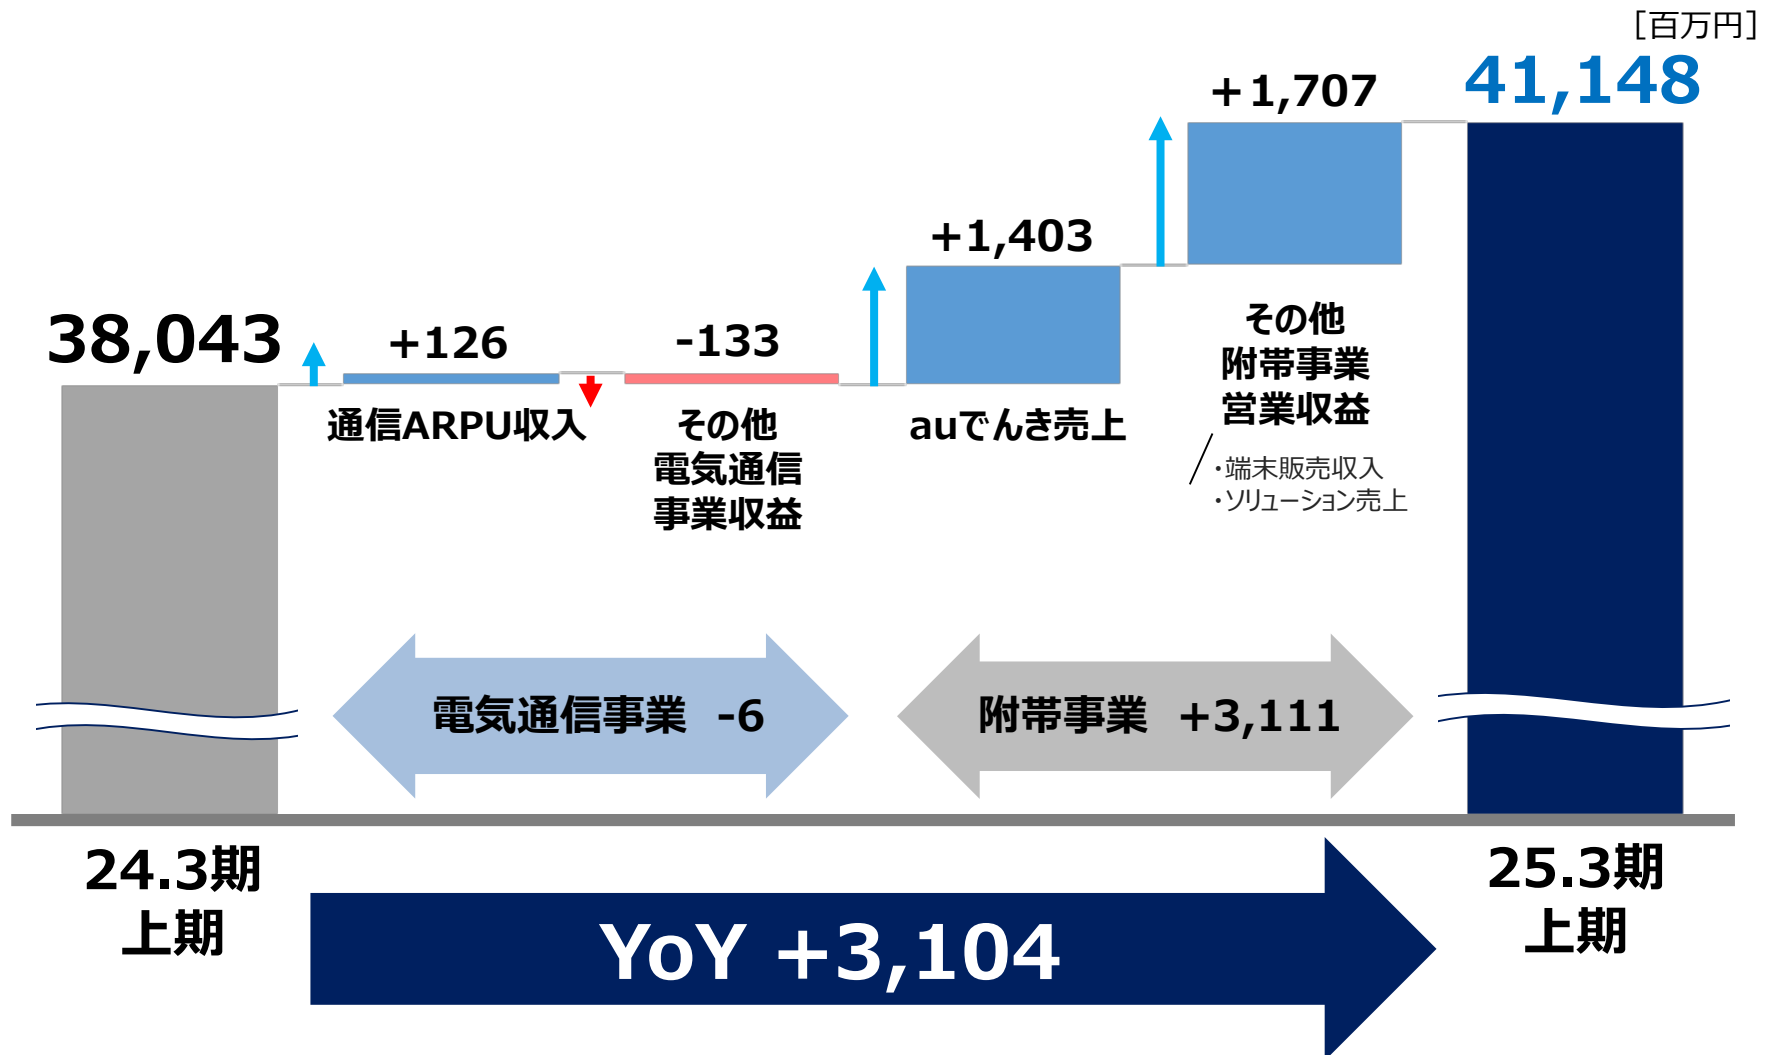 ［百万円］
41,148
+1,707
+1,403
38,043
+126
-133
その他
附帯事業
営業収益
通信ARPU収入
その他
電気通信
事業収益
auでんき売上
・端末販売収入
・ソリューション売上
電気通信事業 -6
附帯事業 +3,111
24.3期
上期
25.3期
上期
YoY +3,104